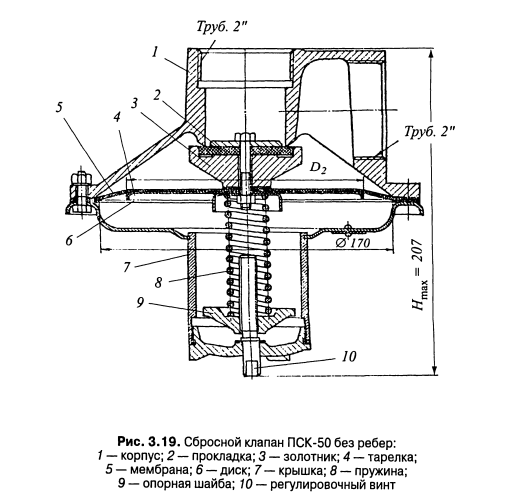 Труб. 2"
1
2
3
4
5
Труб. 2"
D2
6
Ø 170
7
8
9
10
Hmax = 207
Рис. 3.19. Сбросной клапан ПСК-50 без ребер:
1 — корпус; 2 — прокладка; 3 — золотник; 4 — тарелка;
5 — мембрана; 6 — диск; 7 — крышка; 8 — пружина;
9 — опорная шайба; 10 — регулировочный винт